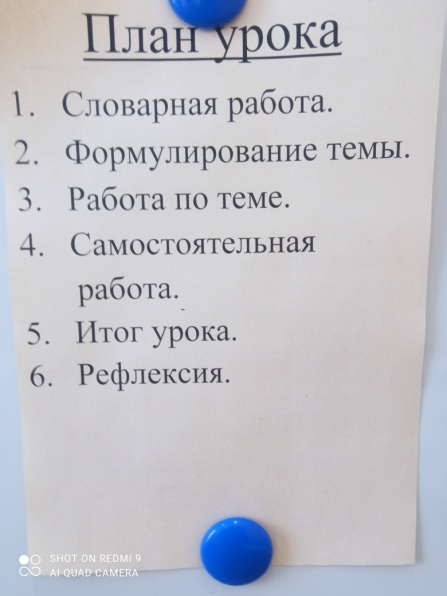 План урока
1. Словарная работа.
2. Формулирование темы.
3. Работа по теме.
4. Самостоятельная
работа.
5. Итог урока.
6. Рефлексия.
SHOT ON REDMI 9
AI QUAD CAMERA